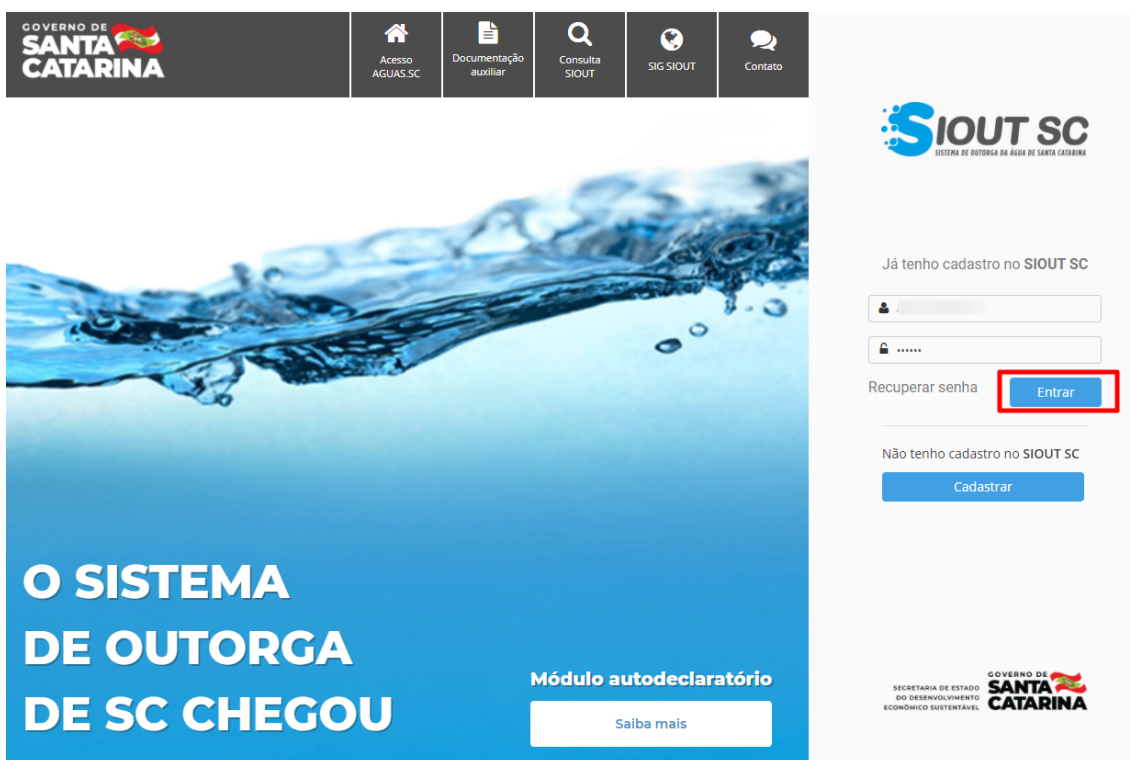 GOVERNO DE
SANTA
CATARINA
Acesso
AGUAS.SC
Documentação
auxiliar
Consulta
SIOUT
SIG SIOUT
Contato
SIOUT SC
SISTEMA DE OUTORGA DA ÁGUA DE SANTA CATARINA
Já tenho cadastro no SIOUT SC
Recuperar senha
Entrar
Não tenho cadastro no SIOUT SC
Cadastrar
O SISTEMA
DE OUTORGA
DE SC CHEGOU
Módulo autodeclaratório
Saiba mais
SECRETARIA DE ESTADO
DO DESENVOLVIMENTO
ECONÔMICO SUSTENTÁVEL
GOVERNO DE
SANTA
CATARINA